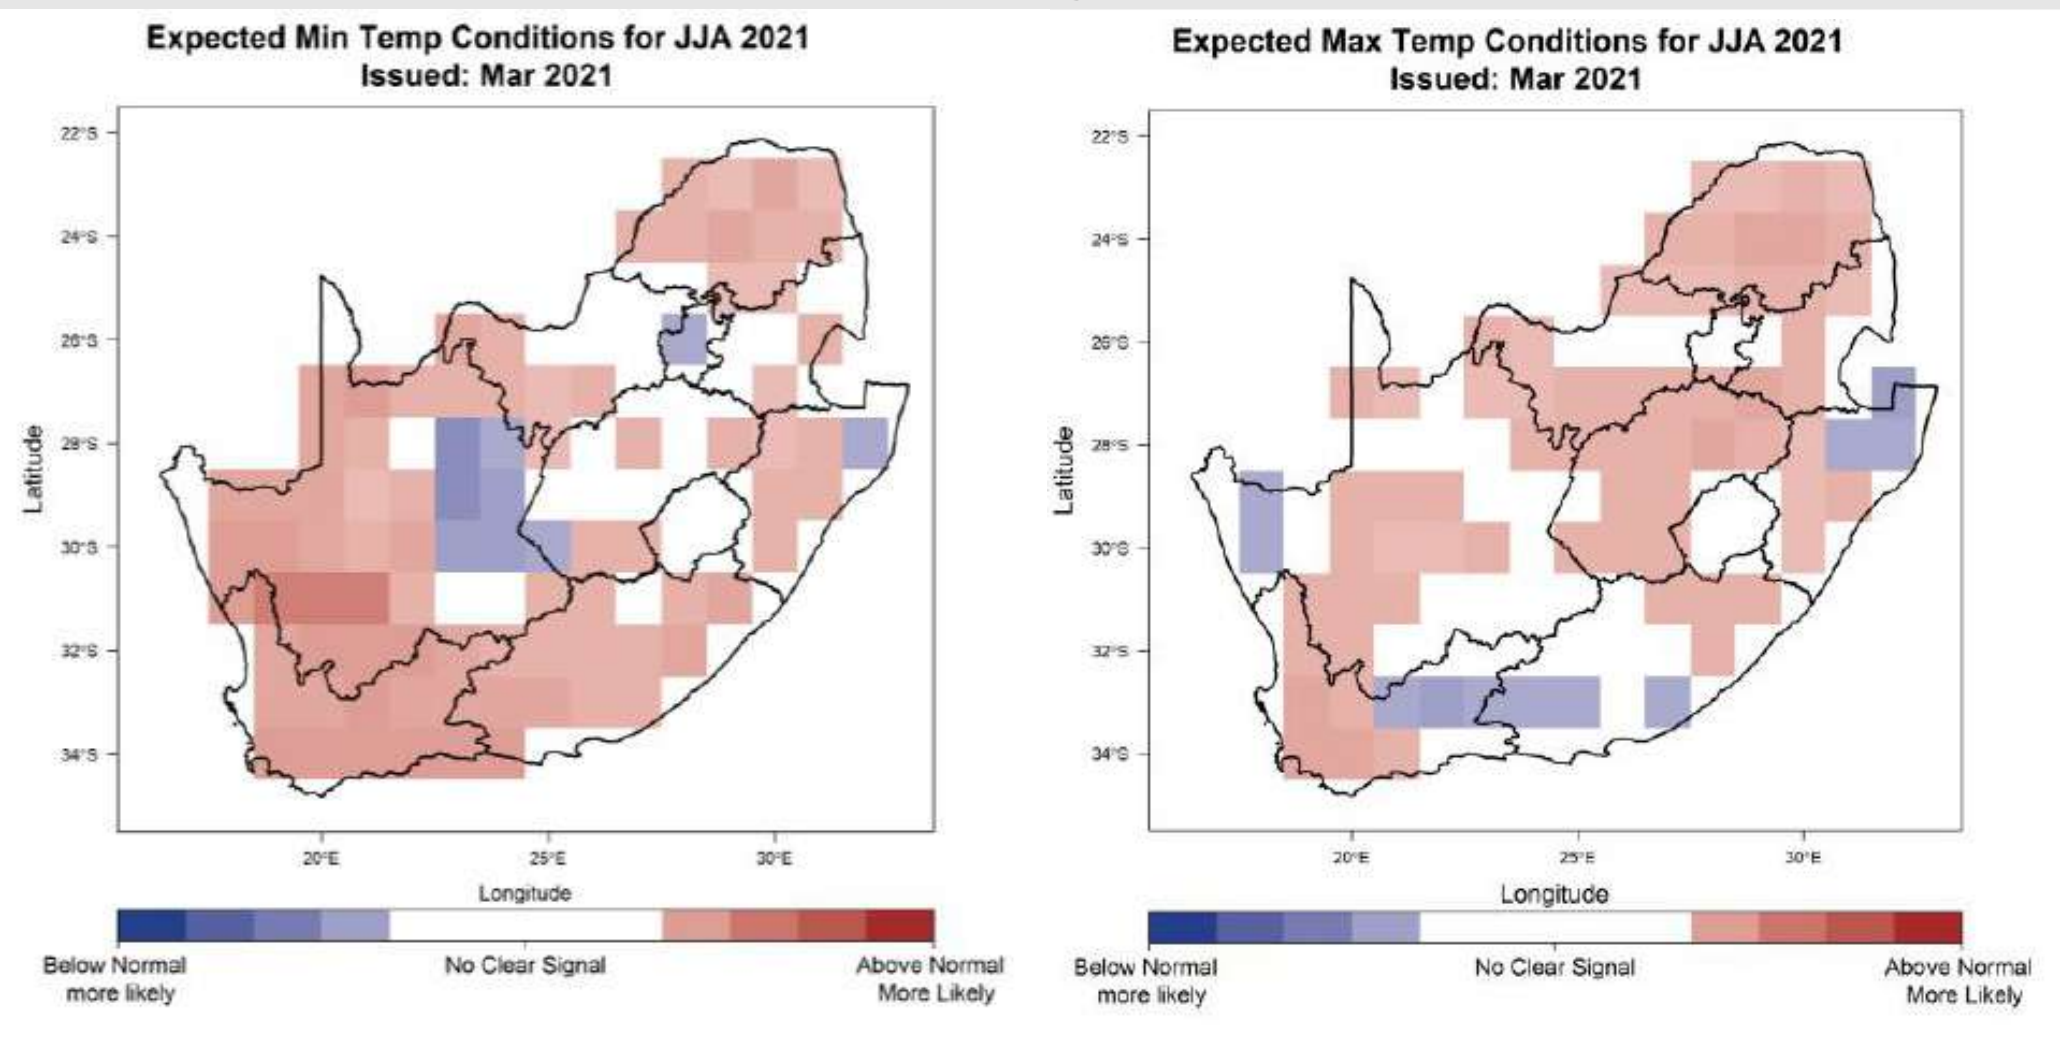 Expected Min Temp Conditions for JJA 2021
Issued: Mar 2021
22°S
24°S
26°S
28°S
30°S
32°S
34°S
Latitude
20°E
25°E
30°E
Longitude
Below Normal
more likely
No Clear Signal
Above Normal
More Likely
Expected Max Temp Conditions for JJA 2021
Issued: Mar 2021
22°S
24°S
26°S
28°S
30°S
32°S
34°S
Latitude
20°E
25°E
30°E
Longitude
Below Normal
more likely
No Clear Signal
Above Normal
More Likely